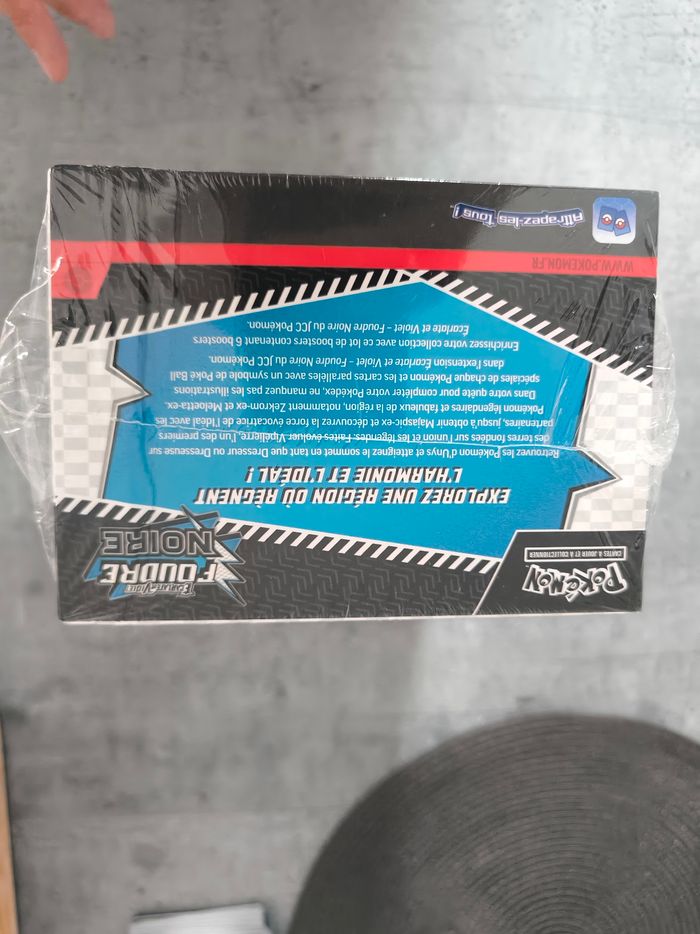 POKÉMON
CARTES À JOUER ET À COLLECTIONNER
ÉCARLATE ET VIOLET
FOUDRE
NOIRE
EXPLOREZ UNE RÉGION OÙ RÈGNENT
L'HARMONIE ET L'IDÉAL !
Retrouvez les Pokémon d'Unys et atteignez le sommet en tant que Dresseur ou Dresseuse sur
des terres fondées sur l'union et les légendes. Faites évoluer Vipélierre, l'un des premiers
partenaires, jusqu'à obtenir Majaspic-ex et découvrez la force évocatrice de l'idéal avec les
Pokémon légendaires et fabuleux de la région, notamment Zekrom-ex et Meloetta-ex.
Dans votre quête pour compléter votre Pokédex, ne manquez pas les illustrations
spéciales de chaque Pokémon et les cartes parallèles avec un symbole de Poké Ball
dans l'extension Écarlate et Violet – Foudre Noire du JCC Pokémon.
Enrichissez votre collection avec ce lot de boosters contenant 6 boosters
Écarlate et Violet – Foudre Noire du JCC Pokémon.
WWW.POKEMON.FR
Attrapez-les Tous !™